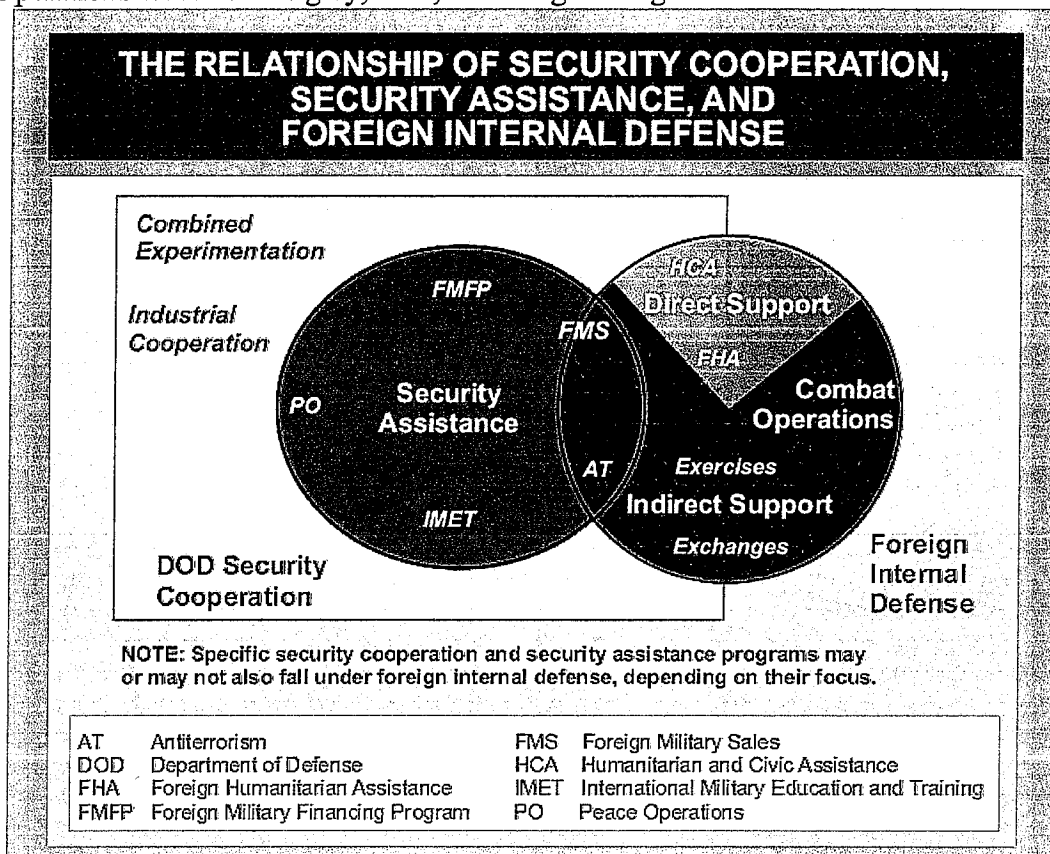 THE RELATIONSHIP OF SECURITY COOPERATION,
SECURITY ASSISTANCE, AND
FOREIGN INTERNAL DEFENSE
Combined
Experimentation
Industrial
Cooperation
FMFP
FMS
PO
Security
Assistance
AT
IMET
DOD Security
Cooperation
HCA
Direct Support
FHA
Combat
Operations
Exercises
Indirect Support
Exchanges
Foreign
Internal
Defense
NOTE: Specific security cooperation and security assistance programs may
or may not also fall under foreign internal defense, depending on their focus.
AT Antiterrorism
DOD Department of Defense
FHA Foreign Humanitarian Assistance
FMFP Foreign Military Financing Program
FMS Foreign Military Sales
HCA Humanitarian and Civic Assistance
IMET International Military Education and Training
PO Peace Operations